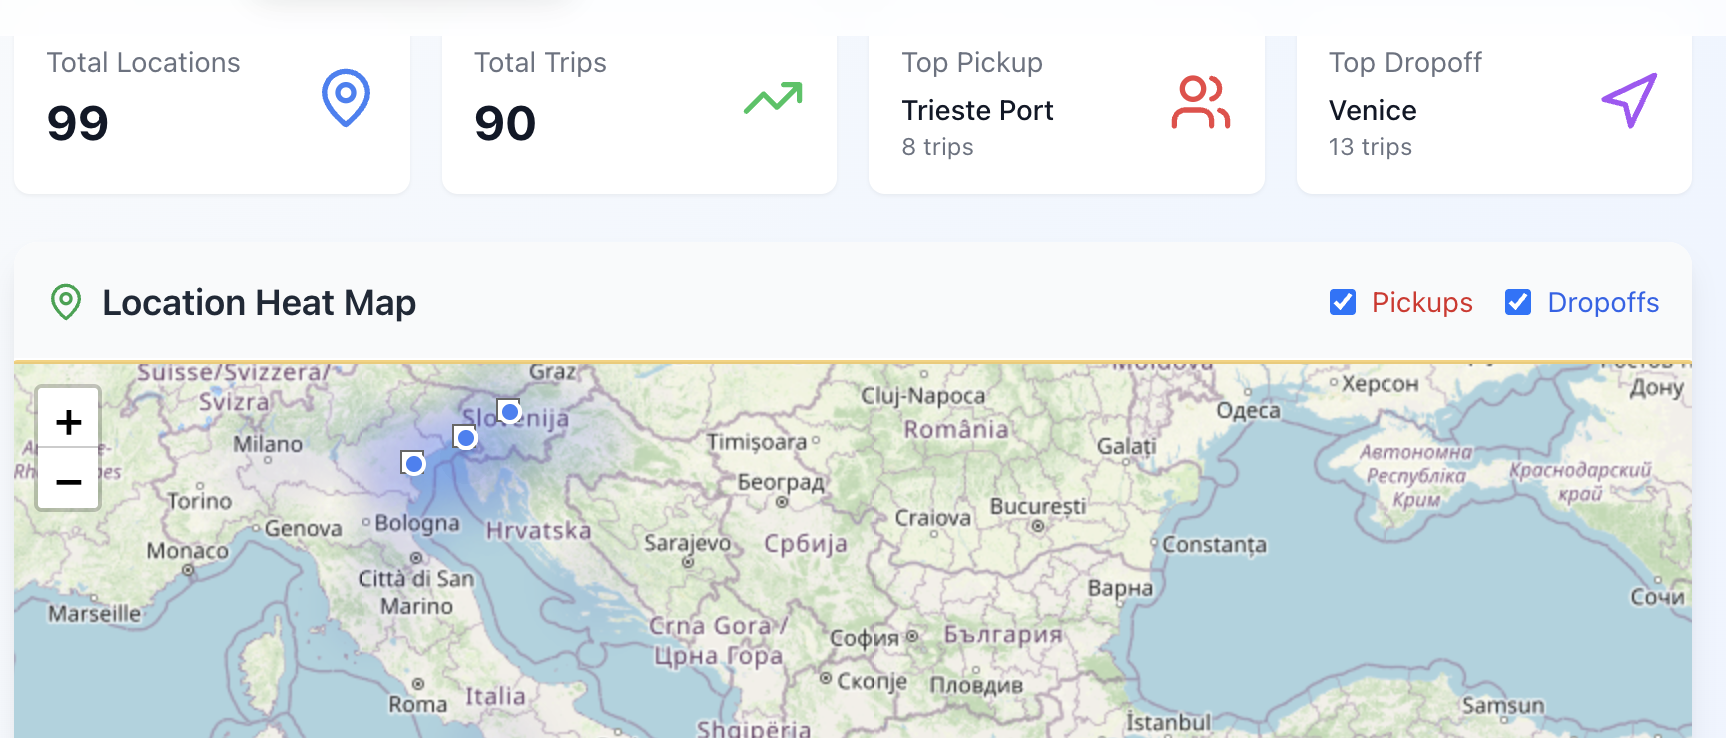 Total Locations
99
Total Trips
90
Top Pickup
Trieste Port
8 trips
Top Dropoff
Venice
13 trips
Location Heat Map
Pickups
Dropoffs
+
−
Suisse/Svizzera/
Svizra
Graz
Slovenija
Milano
Torino
Genova
Bologna
Monaco
Marseille
Città di San
Marino
Hrvatska
Roma
Italia
Cluj-Napoca
România
Timișoara
Београд
Sarajevo
Србија
Craiova
București
Galați
Constanța
Варна
Crna Gora /
Црна Гора
София
България
Скопје
Пловдив
Shqipëria
İstanbul
Moldova
Одеса
Херсон
Дону
Автономна
Республіка
Крим
Краснодарский
край
Сочи
Samsun